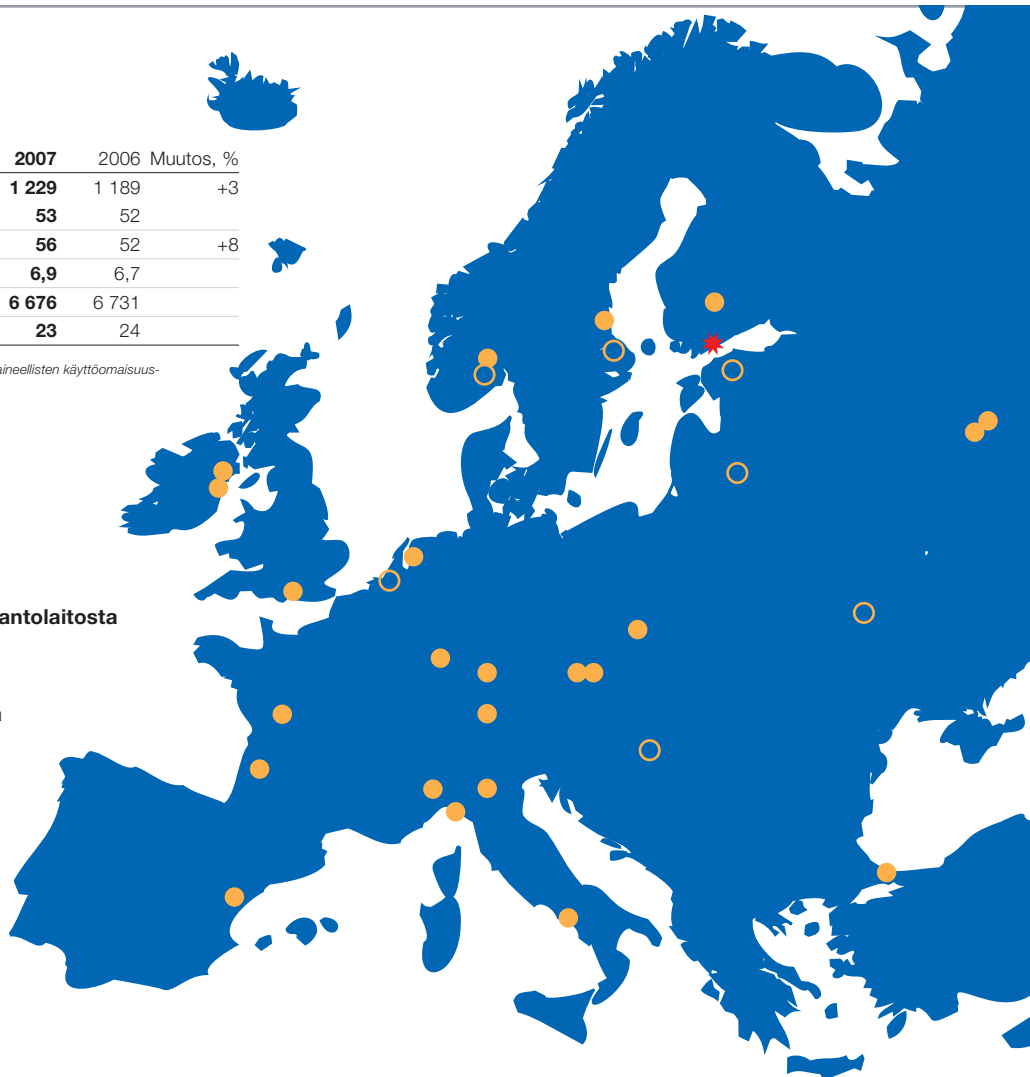 2007 2006 Muutos, %
1 229 1 189 +3
53 52
56 52 +8
6,9 6,7
6 676 6 731
23 24
aineellisten käyttöomaisuus-
antolaitosta